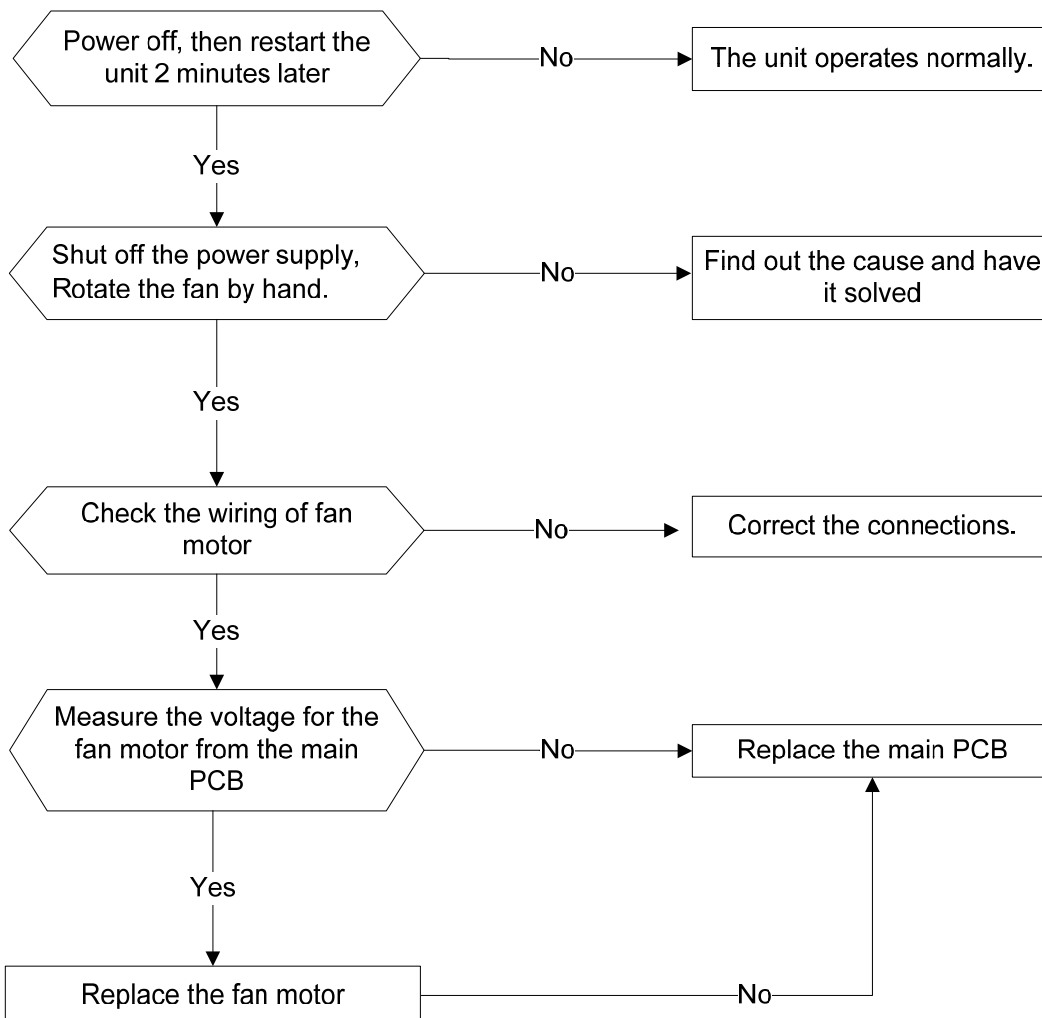 Power off, then restart the
unit 2 minutes later
No
The unit operates normally.
Yes
Shut off the power supply,
Rotate the fan by hand.
No
Find out the cause and have
it solved
Yes
Check the wiring of fan
motor
No
Correct the connections.
Yes
Measure the voltage for the
fan motor from the main
PCB
No
Replace the main PCB
Yes
Replace the fan motor
No